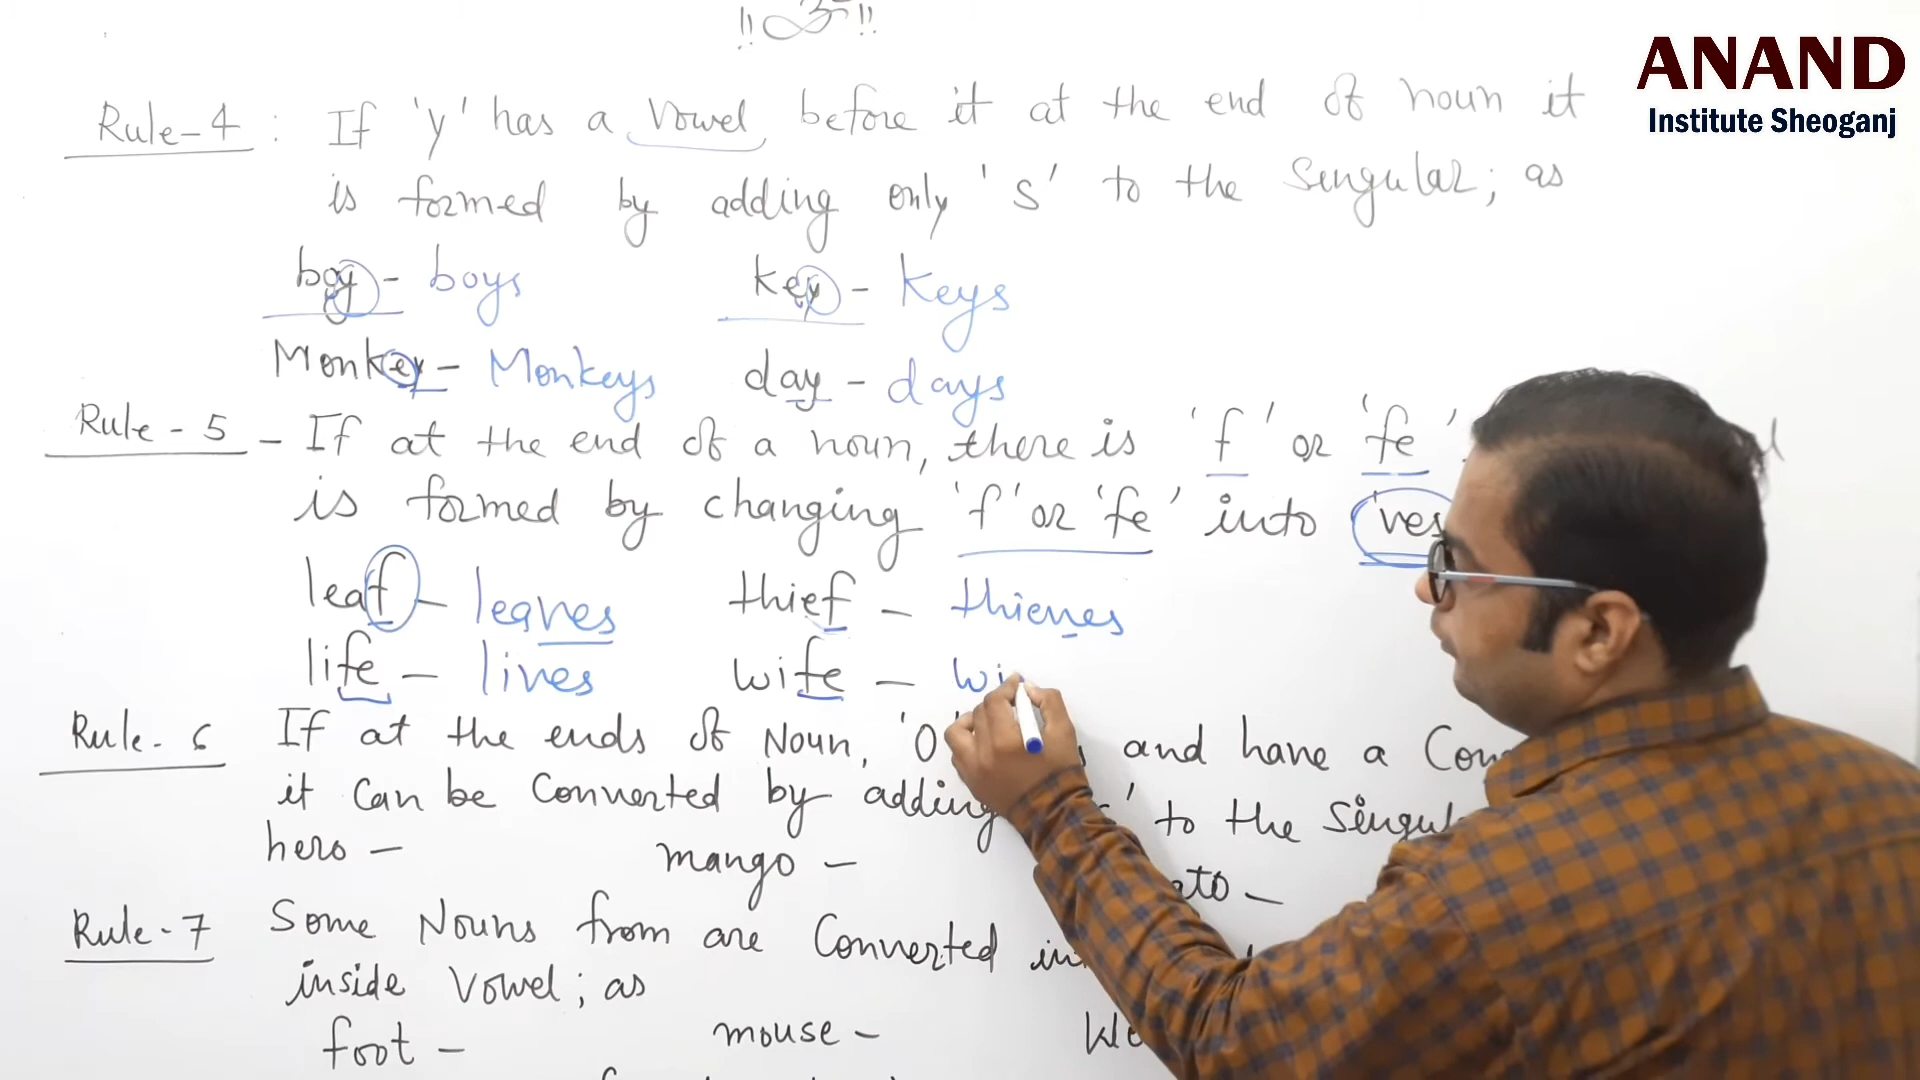 !! ॐ !!
ANAND
Institute Sheoganj
Rule-4 : If 'y' has a vowel before it at the end of noun it
is formed by adding only 's' to the Singular; as
boy - boys key - Keys
Monkey - Monkeys day - days
Rule - 5 - If at the end of a noun, there is 'f' or 'fe'
is formed by changing 'f' or 'fe' into 'ves
leaf - leaves thief - thieves
life - lives wife - wi
Rule - 6 If at the ends of Noun, 'O' and have a
it can be Converted by adding to the Singul
hero - mango -
Rule - 7 Some Nouns from are Converted
inside Vowel; as
foot - mouse -